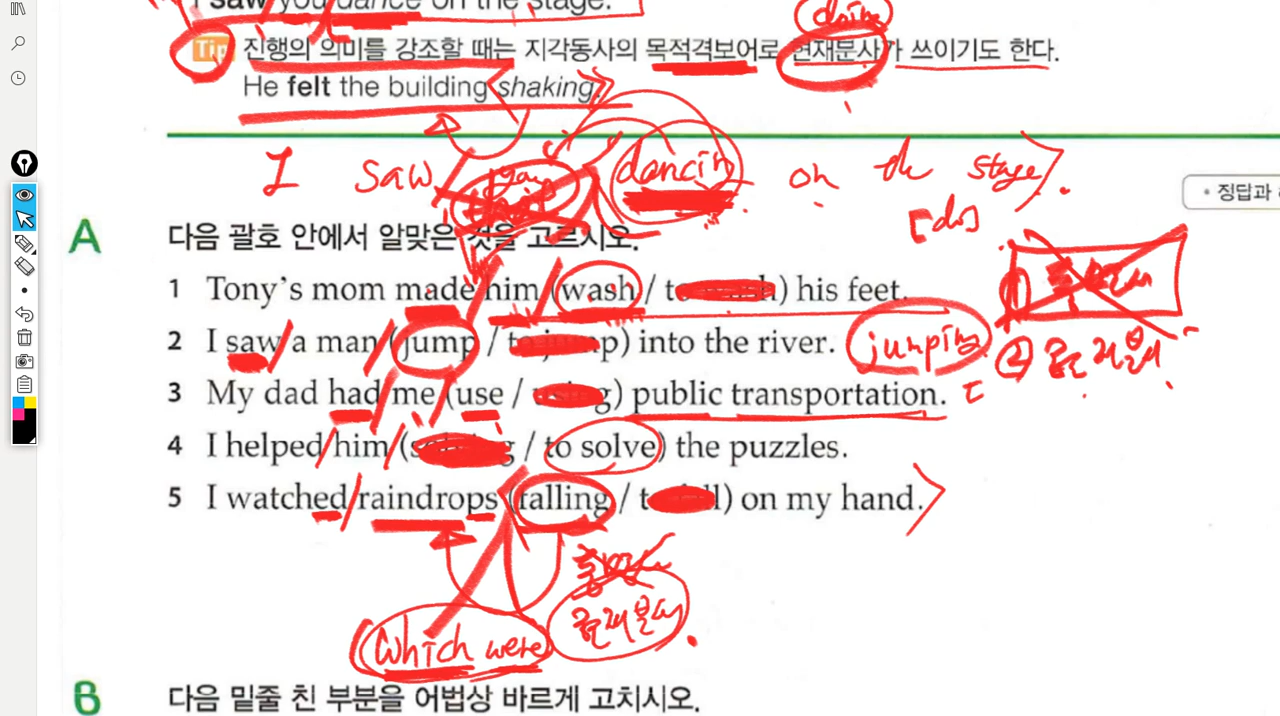 I saw you dance on the stage.
doing
Tip 진행의 의미를 강조할 때는 지각동사의 목적격보어로 현재분사가 쓰이기도 한다.
He felt the building shaking.
I saw you dancing on the stage.
[do]
• 정답과
A 다음 괄호 안에서 알맞은 것을 고르시오.
1 Tony's mom made him (wash / to wash) his feet.
2 I saw a man (jump / to jump) into the river. jumping
3 My dad had me (use / using) public transportation.
② 현재분사
4 I helped him (solving / to solve) the puzzles.
5 I watched raindrops (falling / to fall) on my hand.
현재분사
(which were)
B 다음 밑줄 친 부분을 어법상 바르게 고치시오.